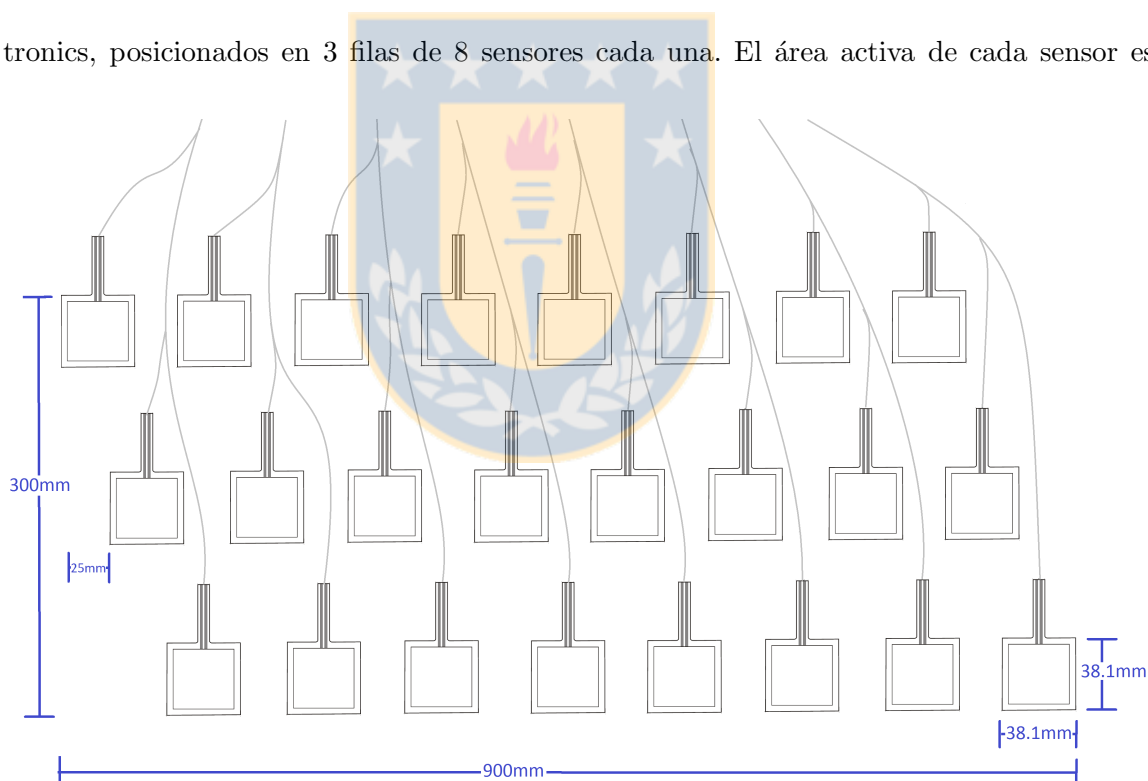 tronics, posicionados en 3 filas de 8 sensores cada una. El área activa de cada sensor es
300mm
25mm
38.1mm
38.1mm
900mm